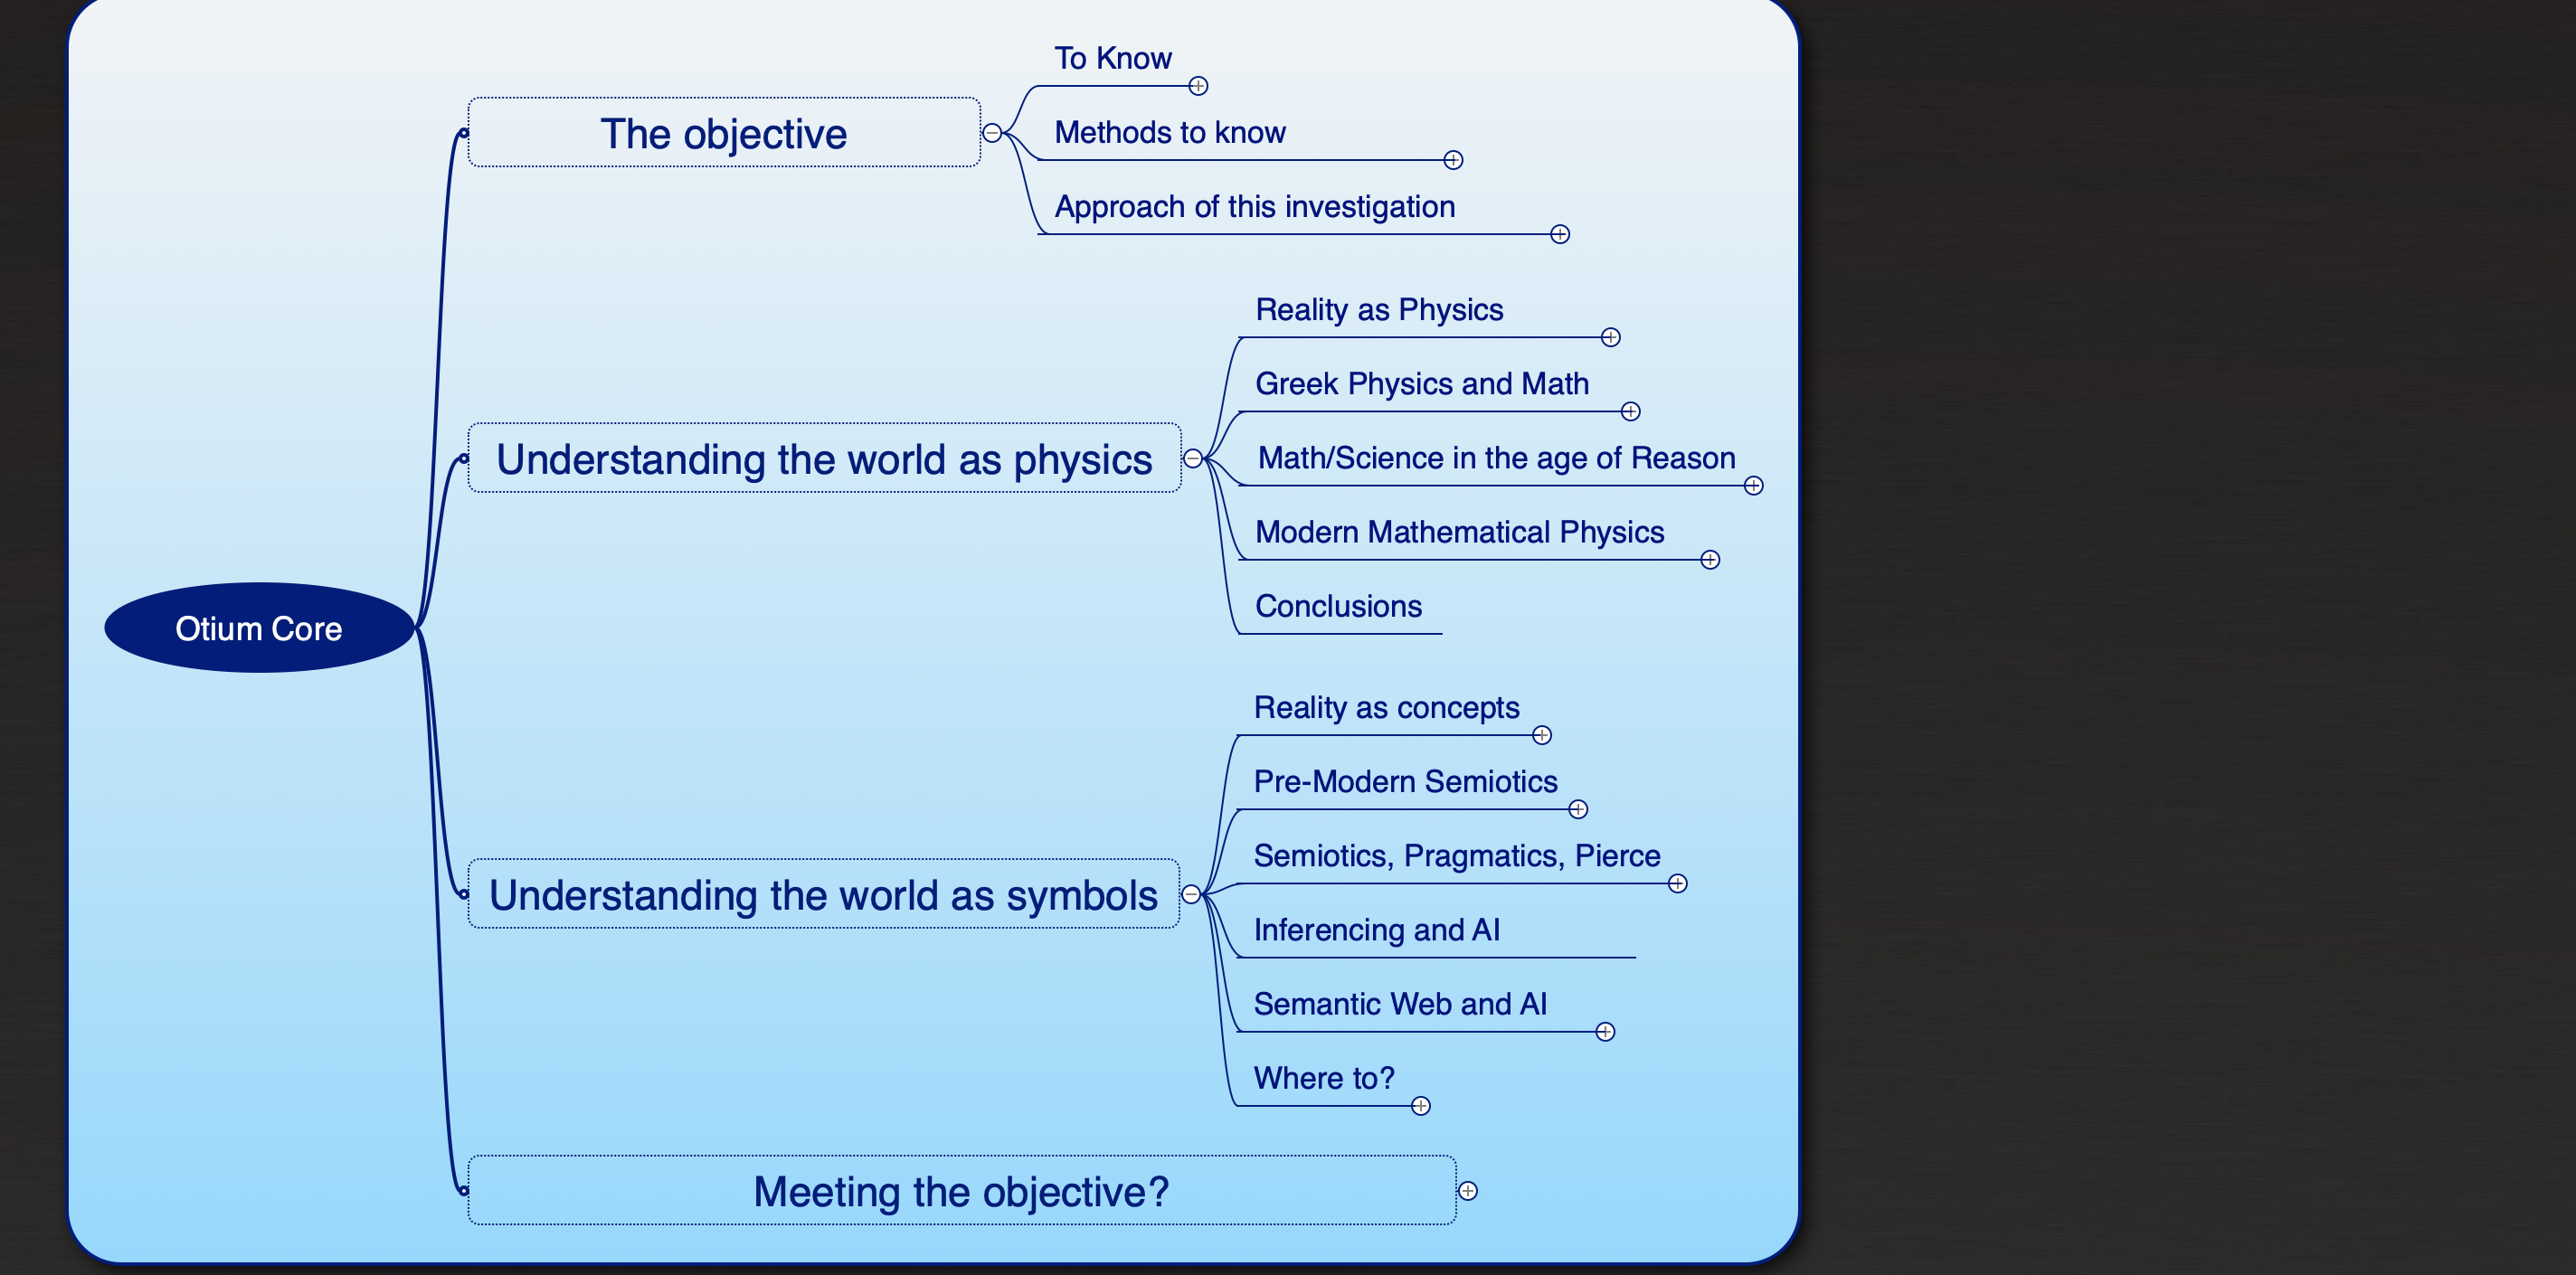 Otium Core
The objective
To Know
Methods to know
Approach of this investigation
Understanding the world as physics
Reality as Physics
Greek Physics and Math
Math/Science in the age of Reason
Modern Mathematical Physics
Conclusions
Understanding the world as symbols
Reality as concepts
Pre-Modern Semiotics
Semiotics, Pragmatics, Pierce
Inferencing and AI
Semantic Web and AI
Where to?
Meeting the objective?